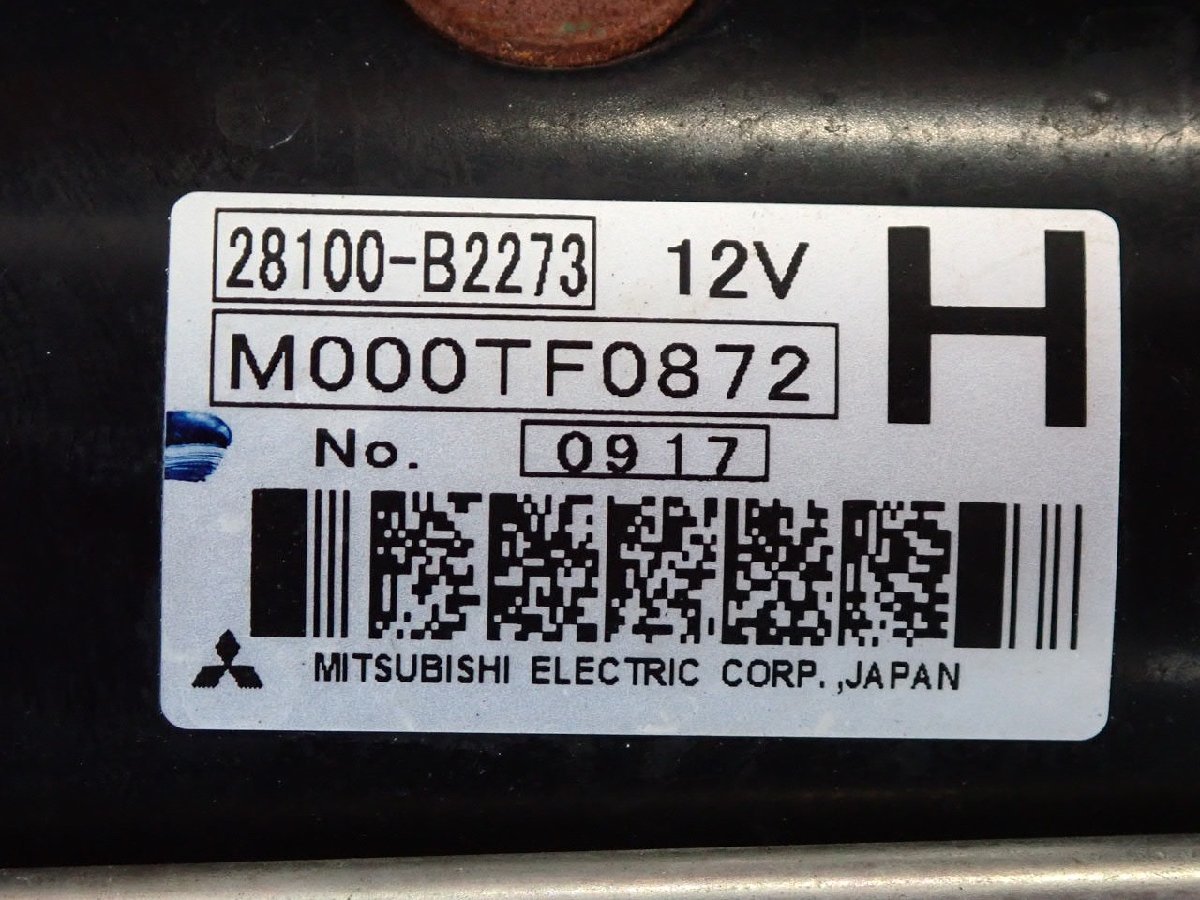 28100-B2273 12V H
M000TF0872
No. 0917
MITSUBISHI ELECTRIC CORP.,JAPAN